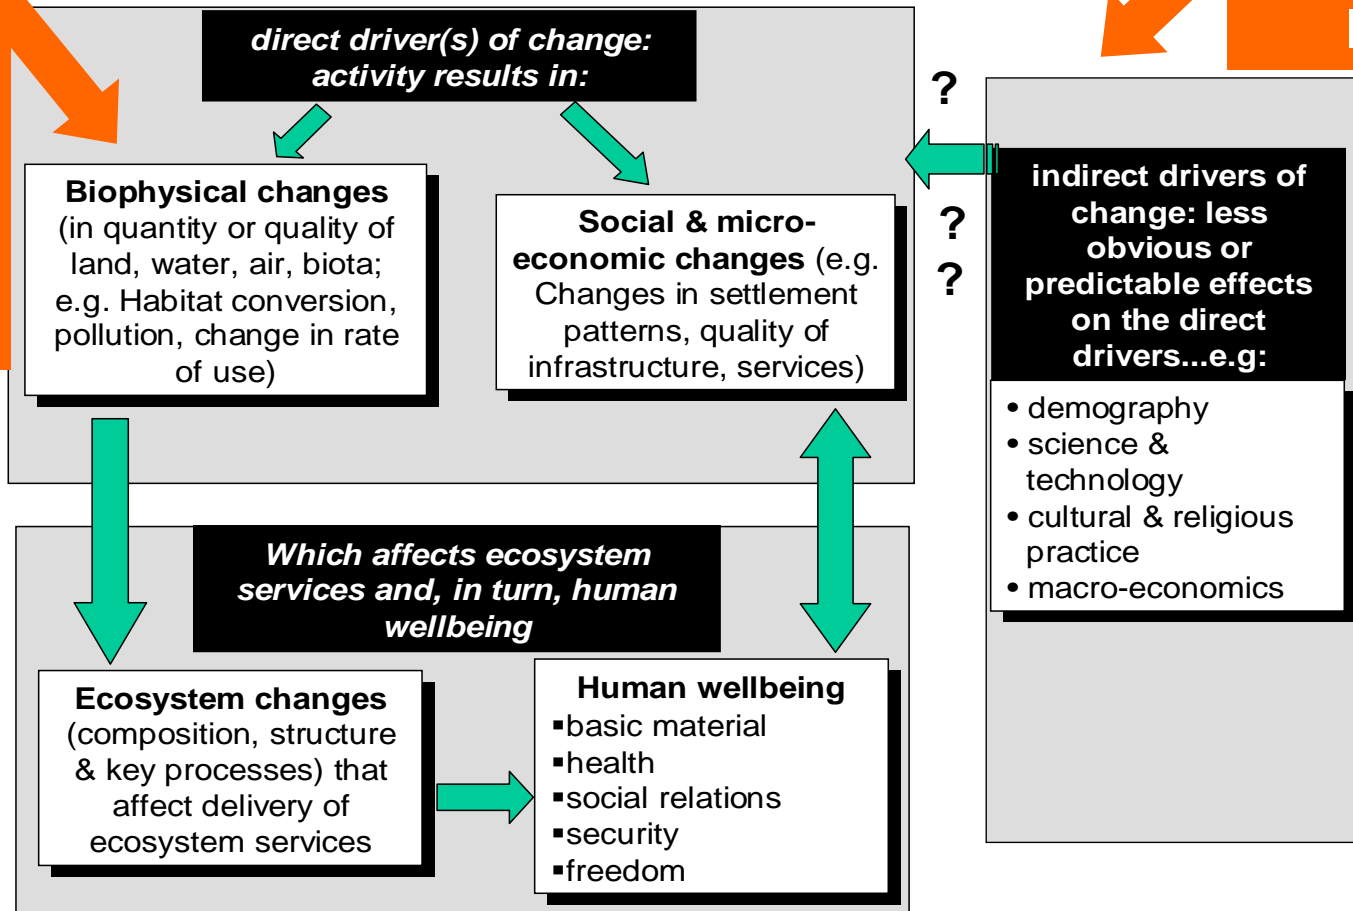 direct driver(s) of change:
activity results in:
Biophysical changes
(in quantity or quality of
land, water, air, biota;
e.g. Habitat conversion,
pollution, change in rate
of use)
Social & micro-
economic changes (e.g.
Changes in settlement
patterns, quality of
infrastructure, services)
?
?
?
indirect drivers of
change: less
obvious or
predictable effects
on the direct
drivers...e:g:
• demography
• science &
technology
• cultural & religious
practice
• macro-economics
Which affects ecosystem
services and, in turn, human
wellbeing
Ecosystem changes
(composition, structure
& key processes) that
affect delivery of
ecosystem services
Human wellbeing
▪basic material
▪health
▪social relations
▪security
▪freedom